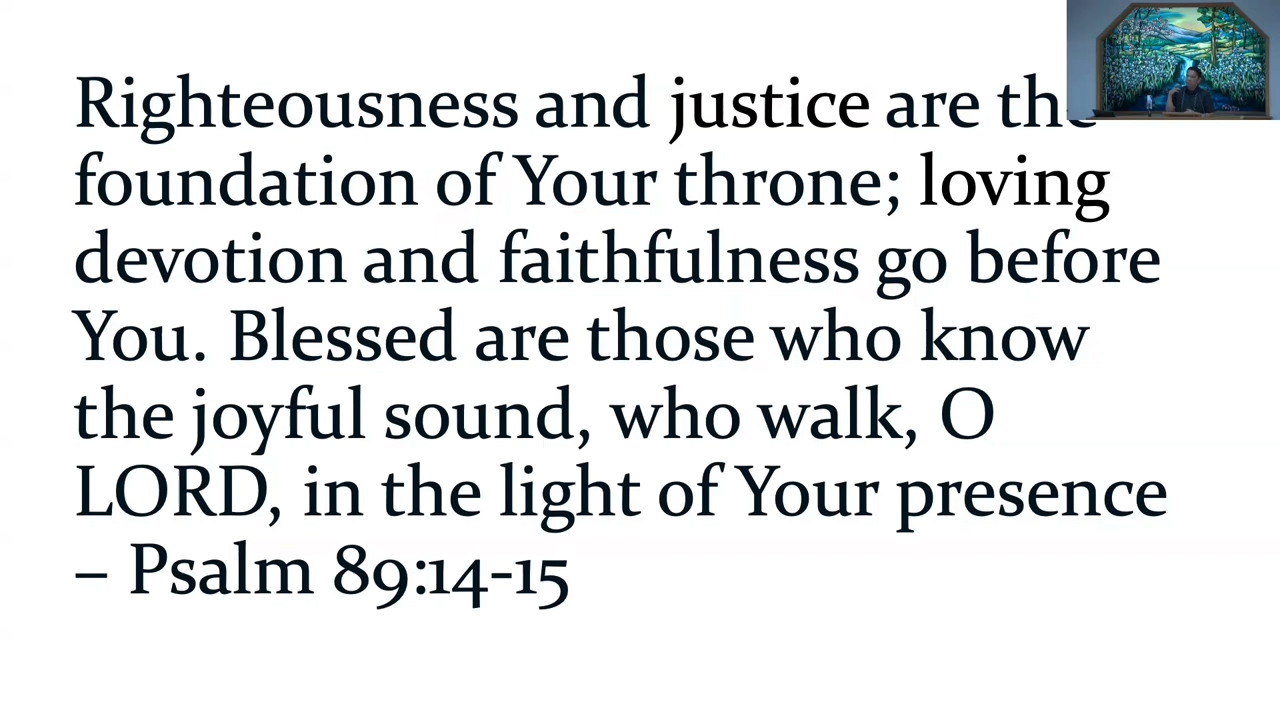 Righteousness and justice are the
foundation of Your throne; loving
devotion and faithfulness go before
You. Blessed are those who know
the joyful sound, who walk, O
LORD, in the light of Your presence
– Psalm 89:14-15